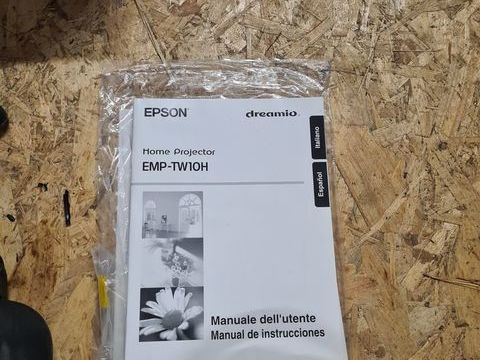 EPSON dreamio
Italiano
Home Projector
EMP-TW10H
Español
Manuale dell'utente
Manual de instrucciones